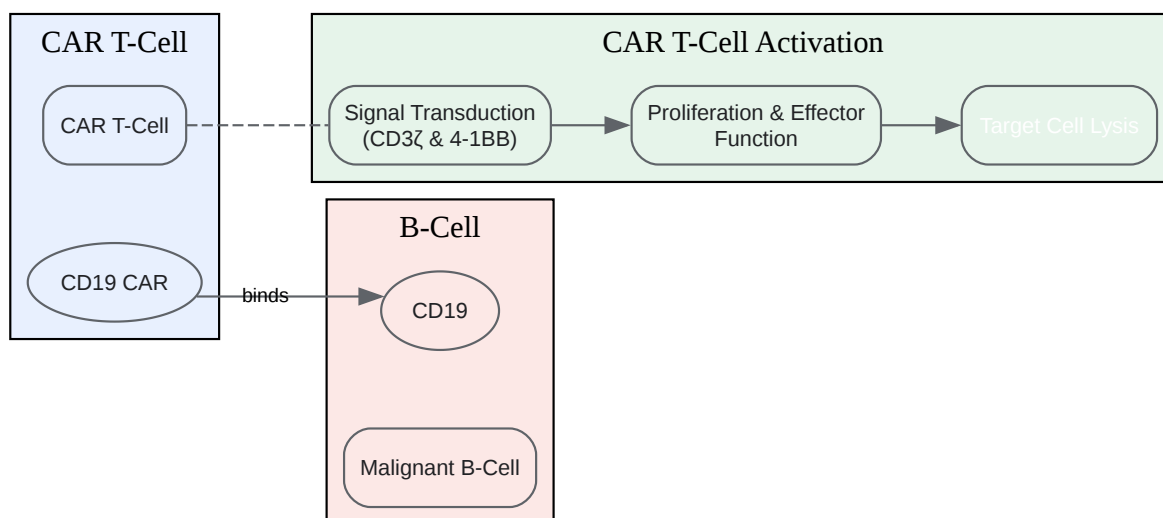 CAR T-Cell
CAR T-Cell Activation
CAR T-Cell
Signal Transduction
(CD3ζ & 4-1BB)
Proliferation & Effector
Function
Target Cell Lysis
B-Cell
CD19 CAR
binds
CD19
Malignant B-Cell